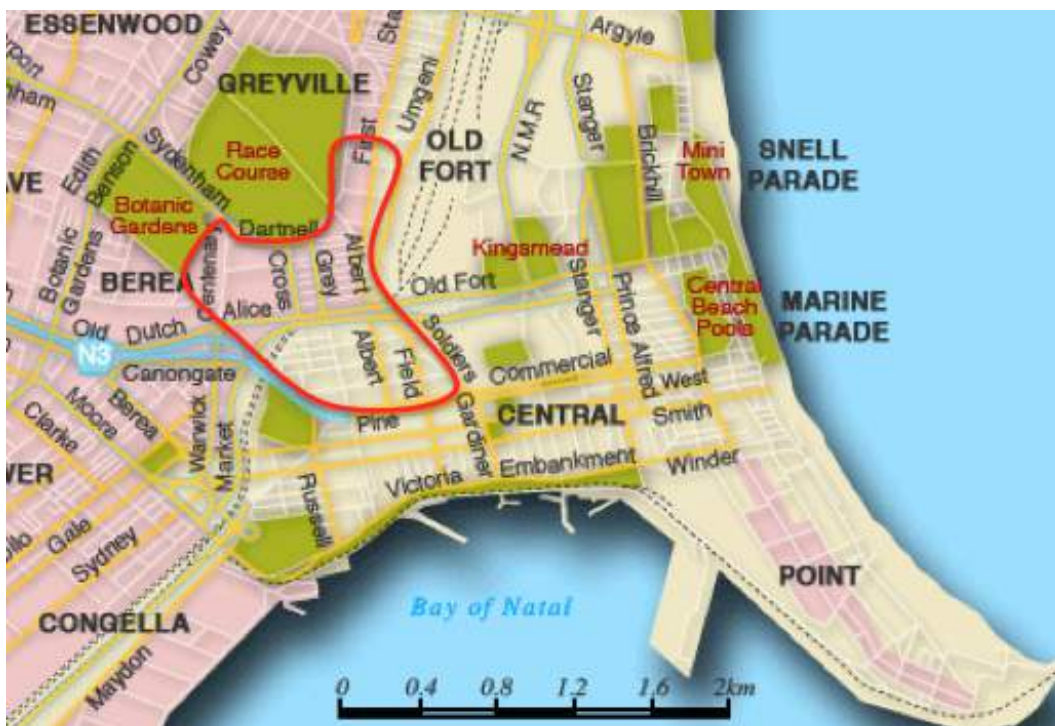 ESSENWOOD
Argyle
Cowey
GREYVILLE
Umgeni
First
Stanger
N.M.R
OLD
FORT
Brickhill
Mini
Town
SNELL
PARADE
Edith
Benson
Sydenham
Race
Course
Botanic
Gardens
Dartnell
Kingsmead
Botanic
Gardens
BEREA
Centenary
Cross
Grey
Albert
Old Fort
Stanger
Prince Alfred
Central
Beach
Pools
MARINE
PARADE
Old
Dutch
Alice
N3
Canongate
Albert
Field
Soldiers
Commercial
West
Clarke
Moore
Berea
Warwick
Market
Pine
Gardiner
CENTRAL
Smith
Victoria
Embankment
Winder
Russell
Gale
Sydney
POINT
CONGELLA
Maydon
Bay of Natal
0 0.4 0.8 1.2 1.6 2km